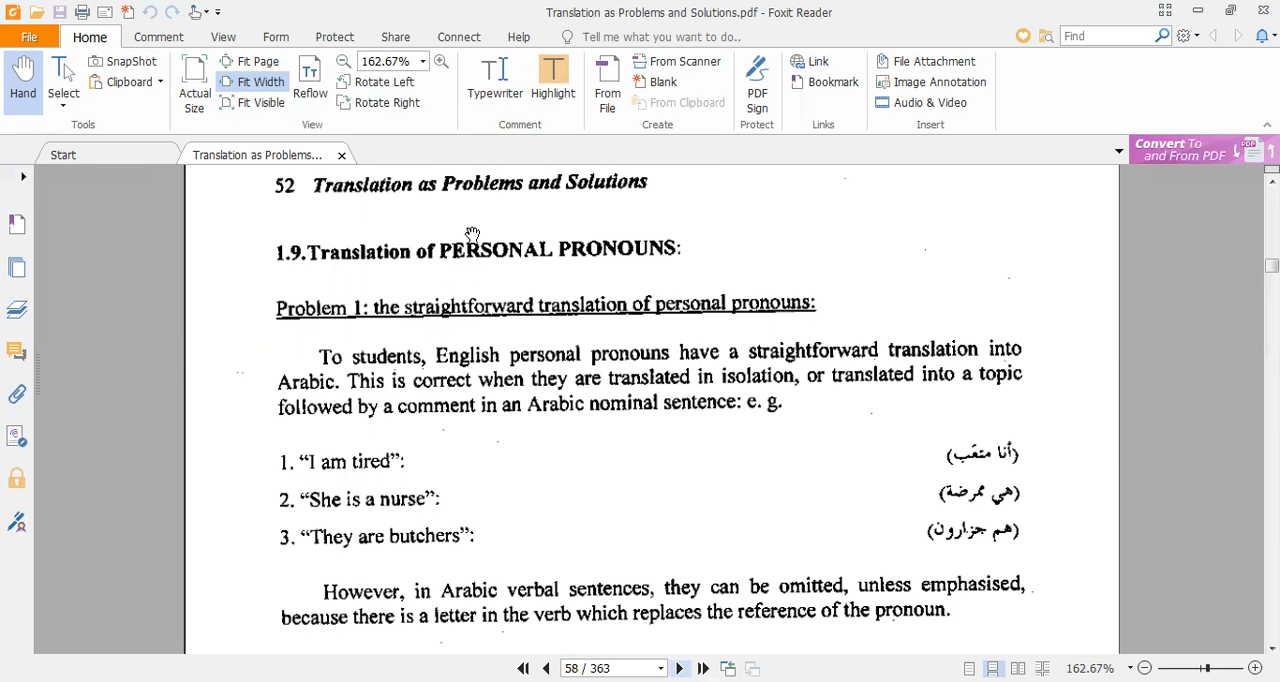 Translation as Problems and Solutions.pdf - Foxit Reader
File Home Comment View Form Protect Share Connect Help Tell me what you want to do.. Find
Hand
Select
SnapShot
Clipboard
Tools
Actual Size
Fit Page
Fit Width
Fit Visible
Reflow
162.67%
Rotate Left
Rotate Right
View
Typewriter
Highlight
Comment
From File
From Scanner
Blank
From Clipboard
Create
PDF Sign
Protect
Link
Bookmark
Links
File Attachment
Image Annotation
Audio & Video
Insert
Start
Translation as Problems...
Convert To
and From PDF
PDF
52 Translation as Problems and Solutions
1.9.Translation of PERSONAL PRONOUNS:
Problem 1: the straightforward translation of personal pronouns:
To students, English personal pronouns have a straightforward translation into
Arabic. This is correct when they are translated in isolation, or translated into a topic
followed by a comment in an Arabic nominal sentence: e. g.
1. “I am tired”: (أنا متعَب)
2. “She is a nurse”: (هي ممرضة)
3. “They are butchers”: (هم جزارون)
However, in Arabic verbal sentences, they can be omitted, unless emphasised,
because there is a letter in the verb which replaces the reference of the pronoun.
58 / 363
162.67%